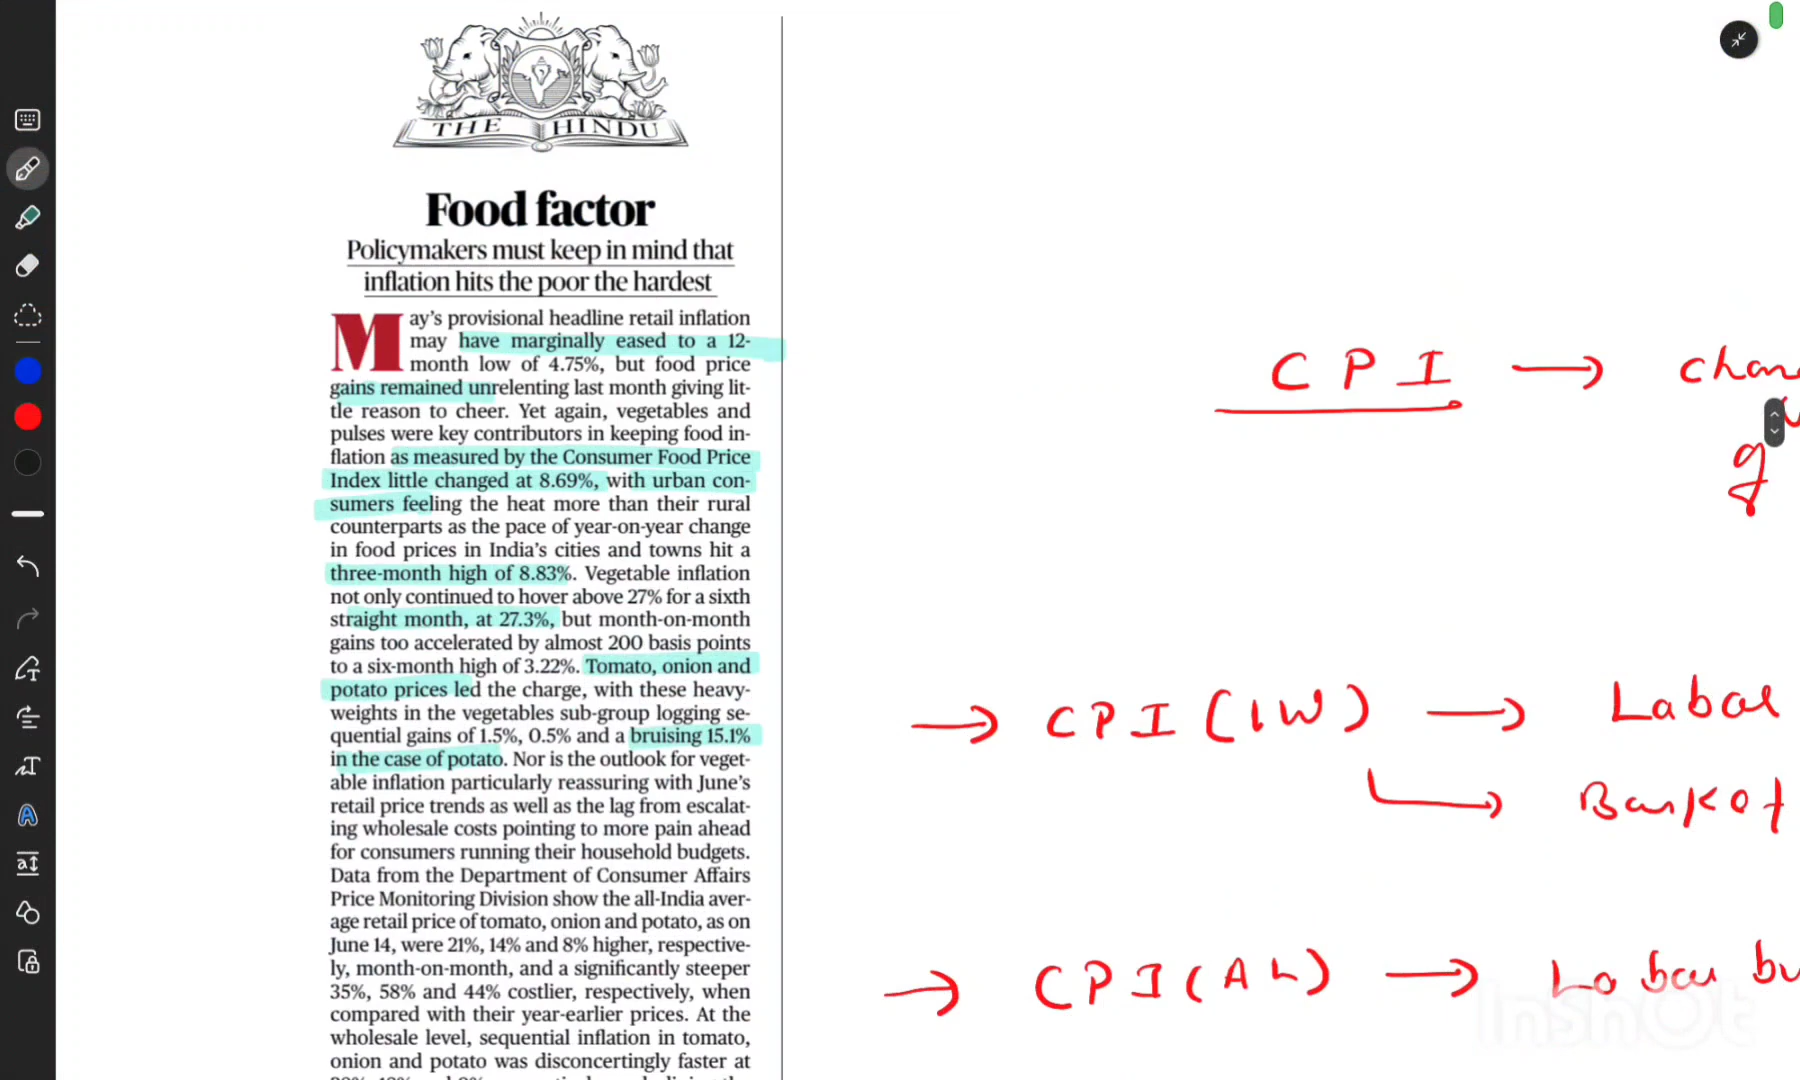 THE HINDU
Food factor
Policymakers must keep in mind that
inflation hits the poor the hardest
May’s provisional headline retail inflation
may have marginally eased to a 12-
month low of 4.75%, but food price
gains remained unrelenting last month giving lit-
tle reason to cheer. Yet again, vegetables and
pulses were key contributors in keeping food in-
flation as measured by the Consumer Food Price
Index little changed at 8.69%, with urban con-
sumers feeling the heat more than their rural
counterparts as the pace of year-on-year change
in food prices in India’s cities and towns hit a
three-month high of 8.83%. Vegetable inflation
not only continued to hover above 27% for a sixth
straight month, at 27.3%, but month-on-month
gains too accelerated by almost 200 basis points
to a six-month high of 3.22%. Tomato, onion and
potato prices led the charge, with these heavy-
weights in the vegetables sub-group logging se-
quential gains of 1.5%, 0.5% and a bruising 15.1%
in the case of potato. Nor is the outlook for veget-
able inflation particularly reassuring with June’s
retail price trends as well as the lag from escalat-
ing wholesale costs pointing to more pain ahead
for consumers running their household budgets.
Data from the Department of Consumer Affairs
Price Monitoring Division show the all-India aver-
age retail price of tomato, onion and potato, as on
June 14, were 21%, 14% and 8% higher, respective-
ly, month-on-month, and a significantly steeper
35%, 58% and 44% costlier, respectively, when
compared with their year-earlier prices. At the
wholesale level, sequential inflation in tomato,
onion and potato was disconcertingly faster at
CPI → chan
g
→ CPI (IW) → Labar
→ Basket
→ CPI (AL) → Labar bu
InShOt